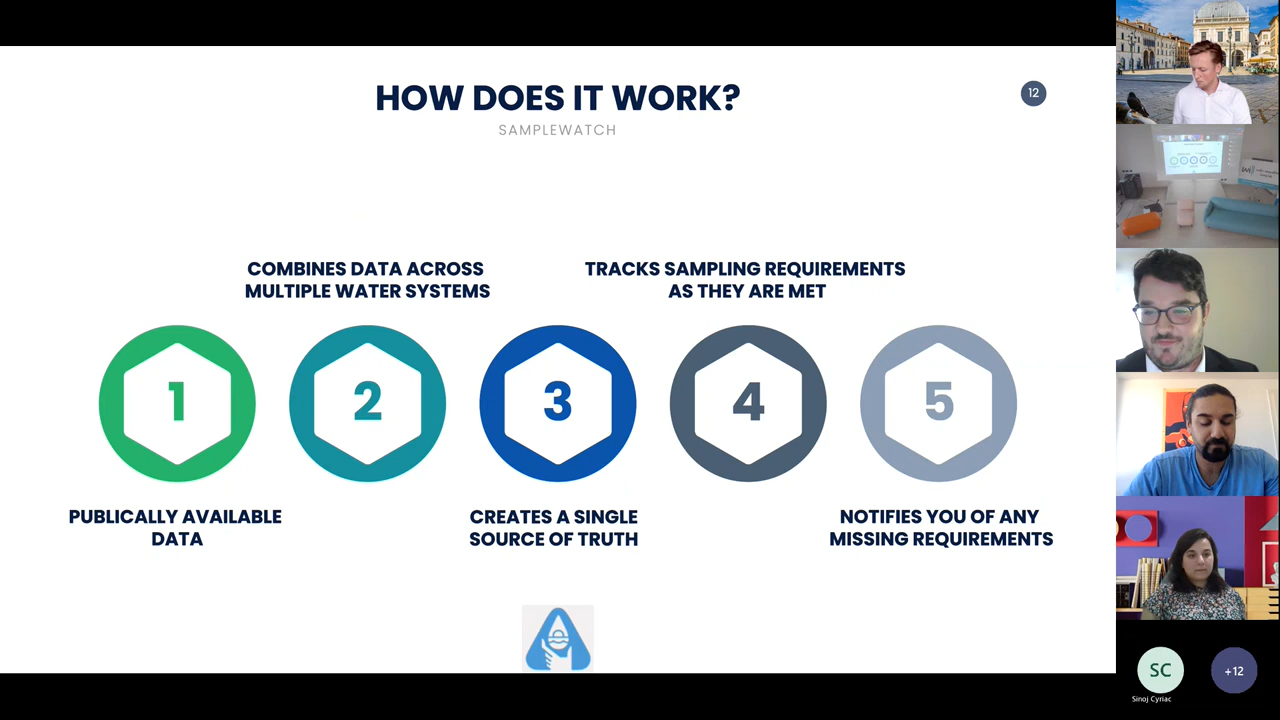 HOW DOES IT WORK?
12
SAMPLEWATCH
COMBINES DATA ACROSS
MULTIPLE WATER SYSTEMS
TRACKS SAMPLING REQUIREMENTS
AS THEY ARE MET
1
2
3
4
5
PUBLICALLY AVAILABLE
DATA
CREATES A SINGLE
SOURCE OF TRUTH
NOTIFIES YOU OF ANY
MISSING REQUIREMENTS
SC
+12
Sinoj Cyriac